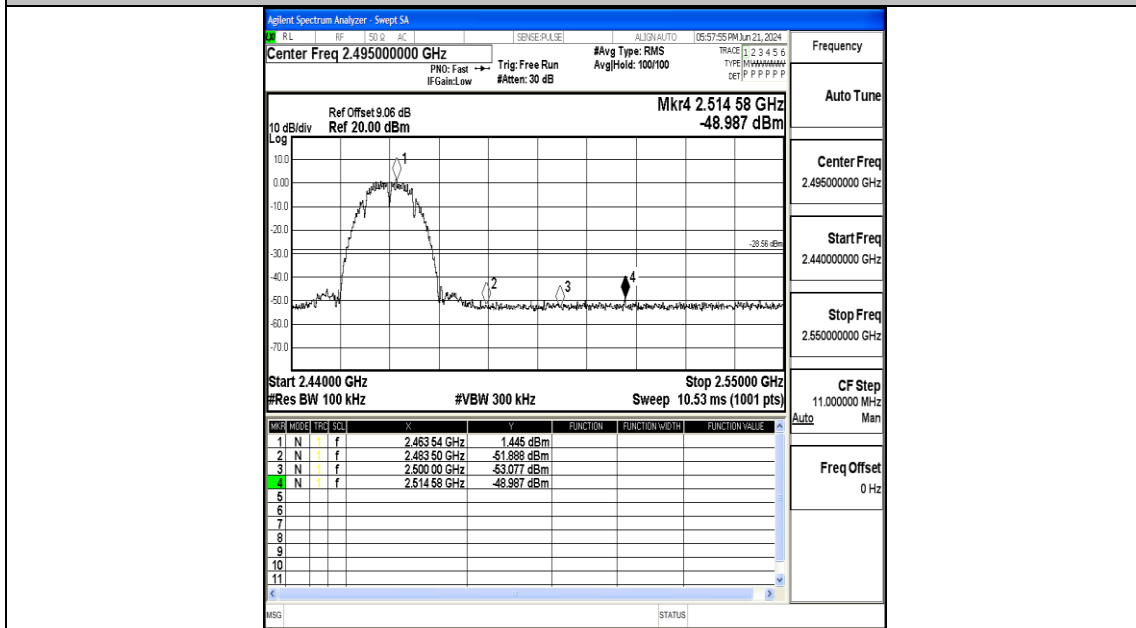 Agilent Spectrum Analyzer - Swept SA
RL RF 50 Ω AC SENSE:PULSE ALIGN AUTO 05:57:55 PM Jun 21, 2024
Center Freq 2.495000000 GHz
PNO: Fast
IFGain:Low
Trig: Free Run
#Atten: 30 dB
#Avg Type: RMS
Avg|Hold: 100/100
TRACE 1 2 3 4 5 6
TYPE
DET P P P P P P
Mkr4 2.514 58 GHz
-48.987 dBm
Ref Offset 9.06 dB
10 dB/div Ref 20.00 dBm
Log
10.0
0.00
-10.0
-20.0
-30.0
-40.0
-50.0
-60.0
-70.0
1
2
3
4
-28.56 dBm
Start 2.44000 GHz Stop 2.55000 GHz
#Res BW 100 kHz #VBW 300 kHz Sweep 10.53 ms (1001 pts)
MKR MODE TRC SCL X Y FUNCTION FUNCTION WIDTH FUNCTION VALUE
1 N 1 f 2.463 54 GHz 1.445 dBm
2 N 1 f 2.483 50 GHz -51.888 dBm
3 N 1 f 2.500 00 GHz -53.077 dBm
4 N 1 f 2.514 58 GHz -48.987 dBm
5
6
7
8
9
10
11
MSG STATUS
Frequency
Auto Tune
Center Freq
2.495000000 GHz
Start Freq
2.440000000 GHz
Stop Freq
2.550000000 GHz
CF Step
11.000000 MHz
Auto Man
Freq Offset
0 Hz